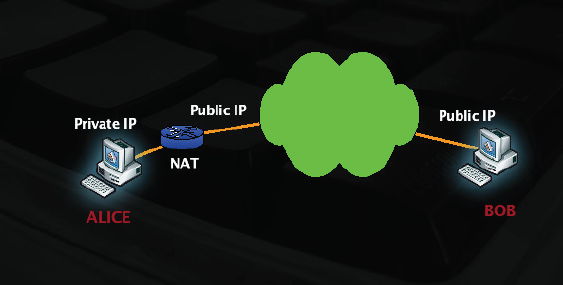 Public IP
Public IP
Private IP
NAT
ALICE
BOB